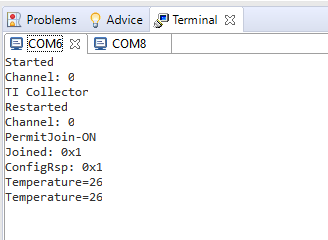 Problems Advice Terminal
COM6 COM8
Started
Channel: 0
TI Collector
Restarted
Channel: 0
PermitJoin-ON
Joined: 0x1
ConfigRsp: 0x1
Temperature=26
Temperature=26